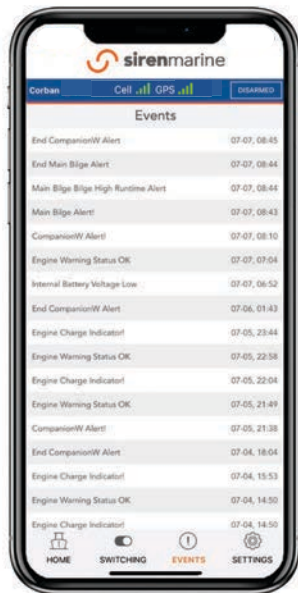 sirenmarine
Corban Cell GPS DISARMED
Events
End CompanionW Alert 07-07, 08:45
End Main Bilge Alert 07-07, 08:44
Main Bilge Bilge High Runtime Alert 07-07, 08:44
Main Bilge Alert! 07-07, 08:43
CompanionW Alert! 07-07, 08:10
Engine Warning Status OK 07-07, 07:04
Internal Battery Voltage Low 07-07, 06:52
End CompanionW Alert 07-06, 01:43
Engine Charge Indicator! 07-05, 23:44
Engine Warning Status OK 07-05, 22:58
Engine Charge Indicator! 07-05, 22:04
Engine Warning Status OK 07-05, 21:49
CompanionW Alert! 07-05, 21:38
End CompanionW Alert 07-04, 18:04
Engine Charge Indicator! 07-04, 15:53
Engine Warning Status OK 07-04, 14:50
Engine Charge Indicator! 07-04, 14:50
HOME SWITCHING EVENTS SETTINGS